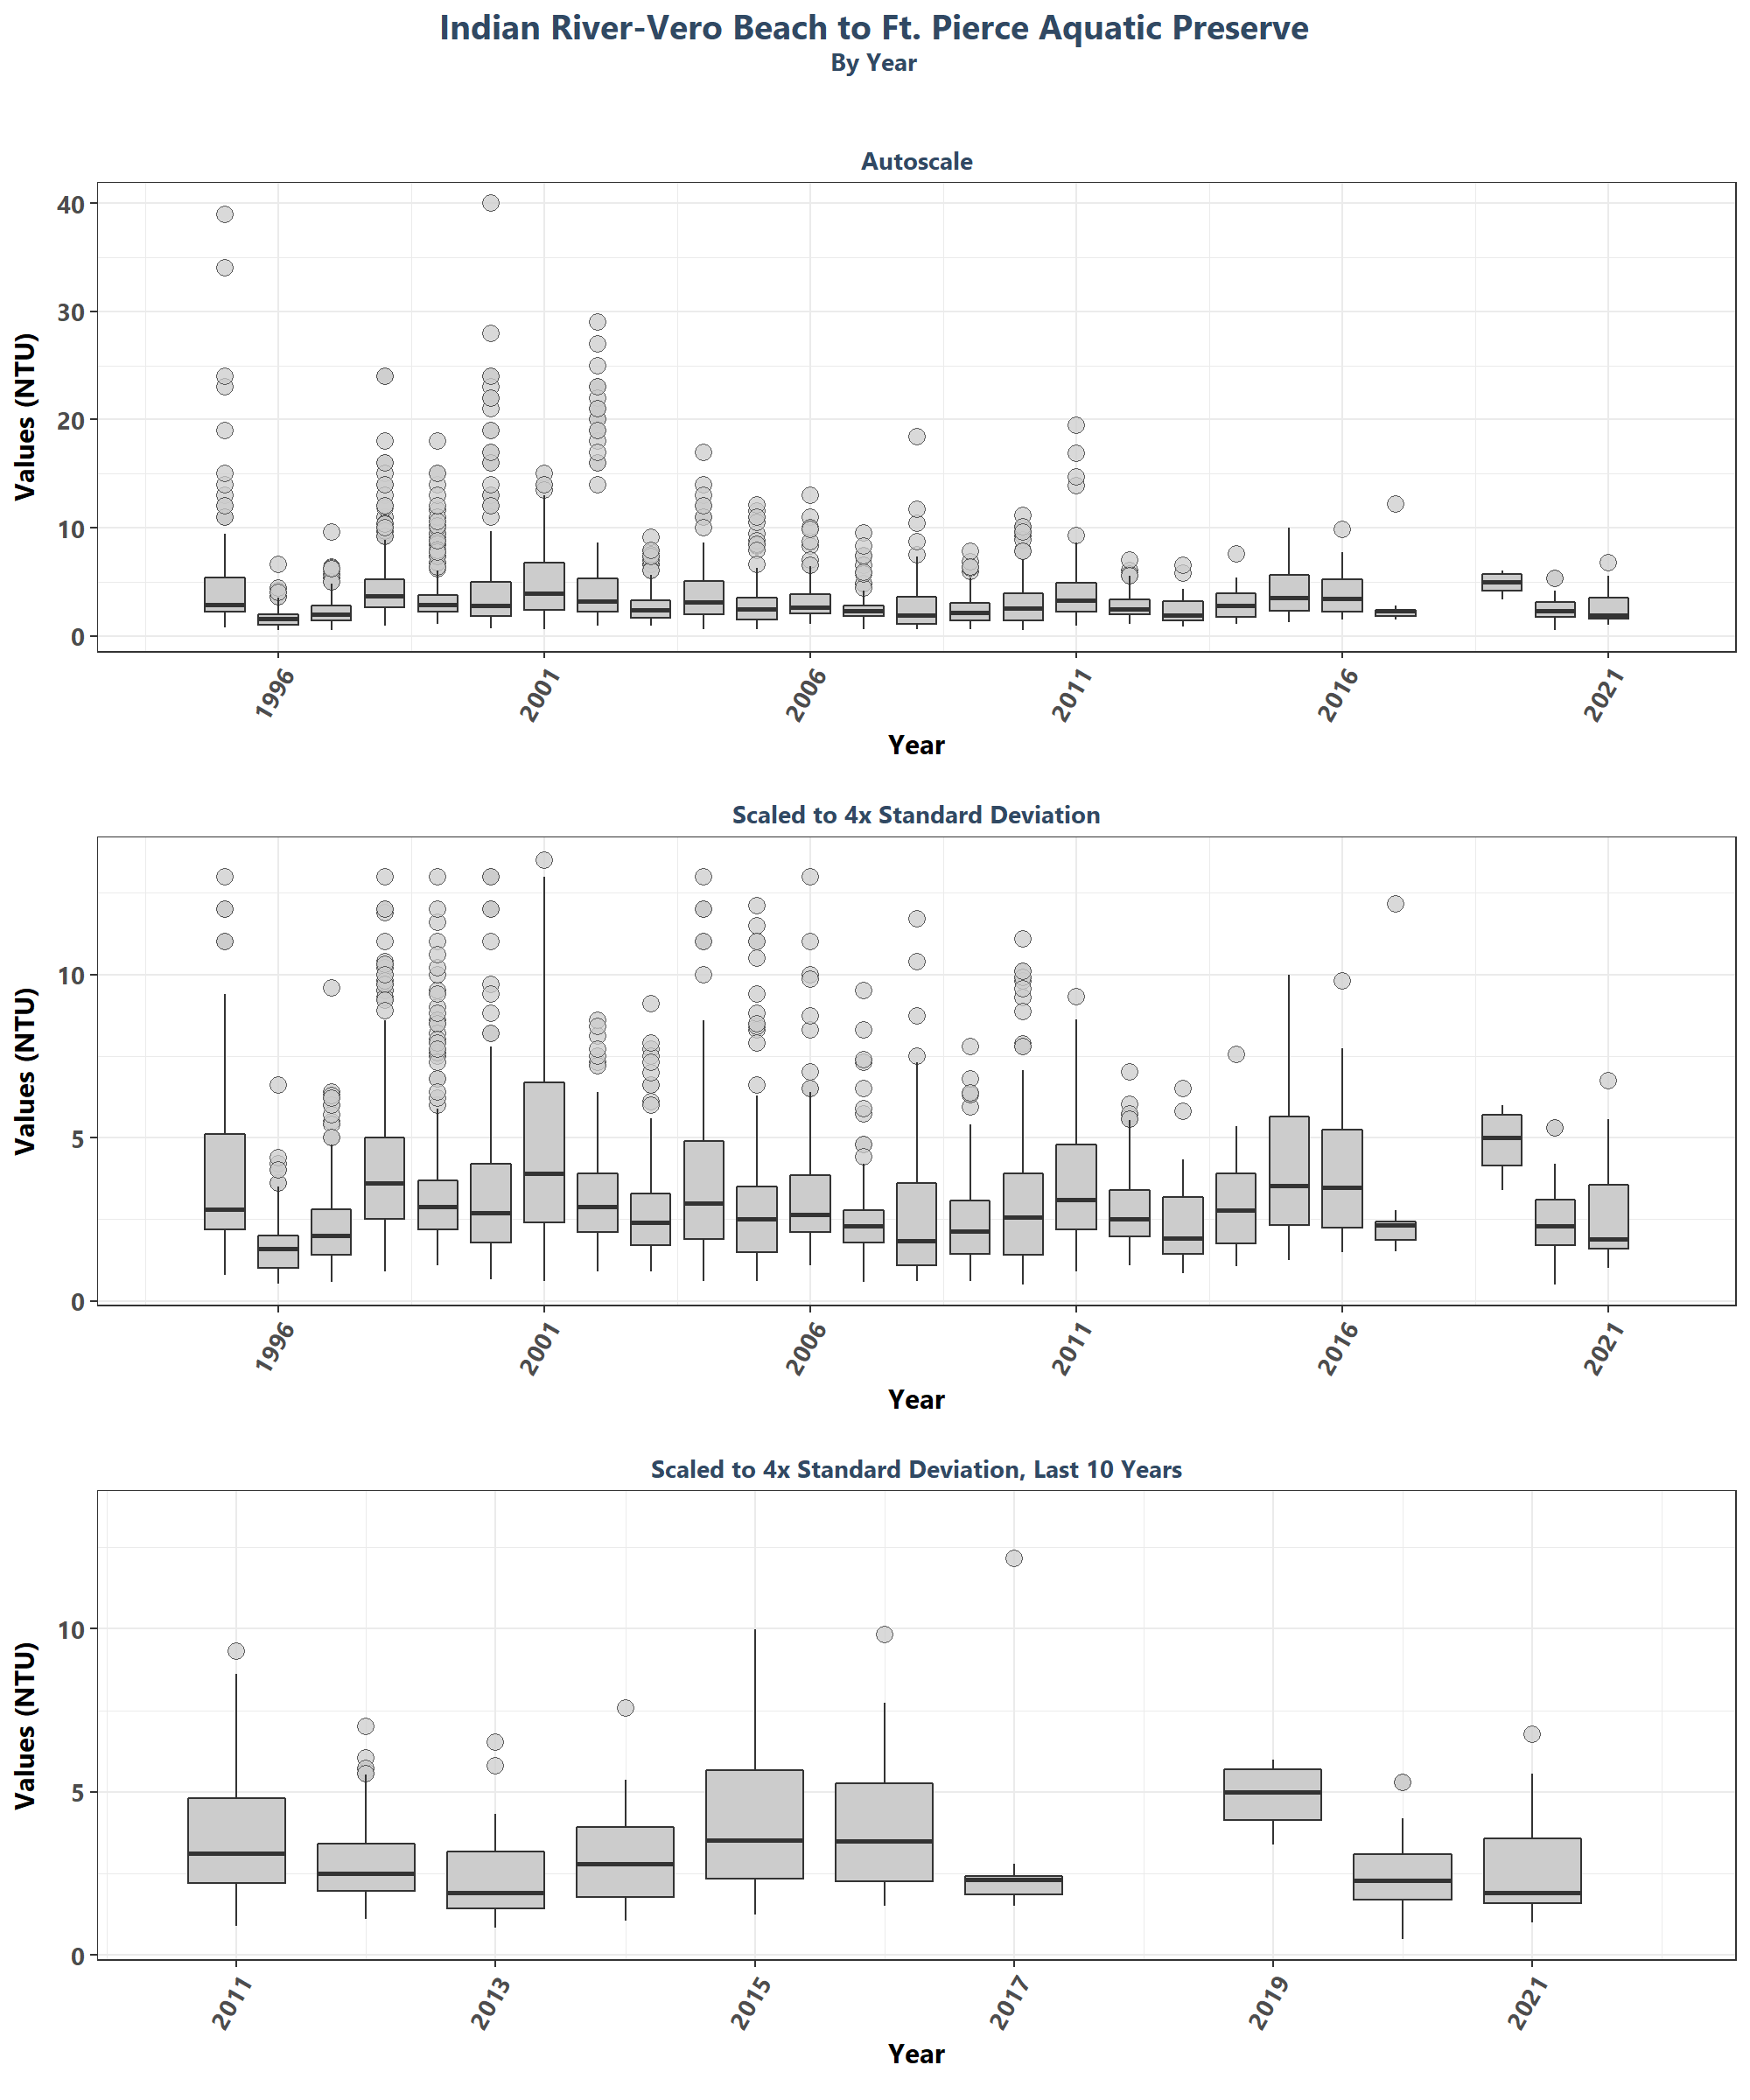 Indian River-Vero Beach to Ft. Pierce Aquatic Preserve
By Year
Autoscale
Values (NTU)
40
30
20
10
0
1996
2001
2006
2011
2016
2021
Year
Scaled to 4x Standard Deviation
Values (NTU)
10
5
0
1996
2001
2006
2011
2016
2021
Year
Scaled to 4x Standard Deviation, Last 10 Years
Values (NTU)
10
5
0
2011
2013
2015
2017
2019
2021
Year